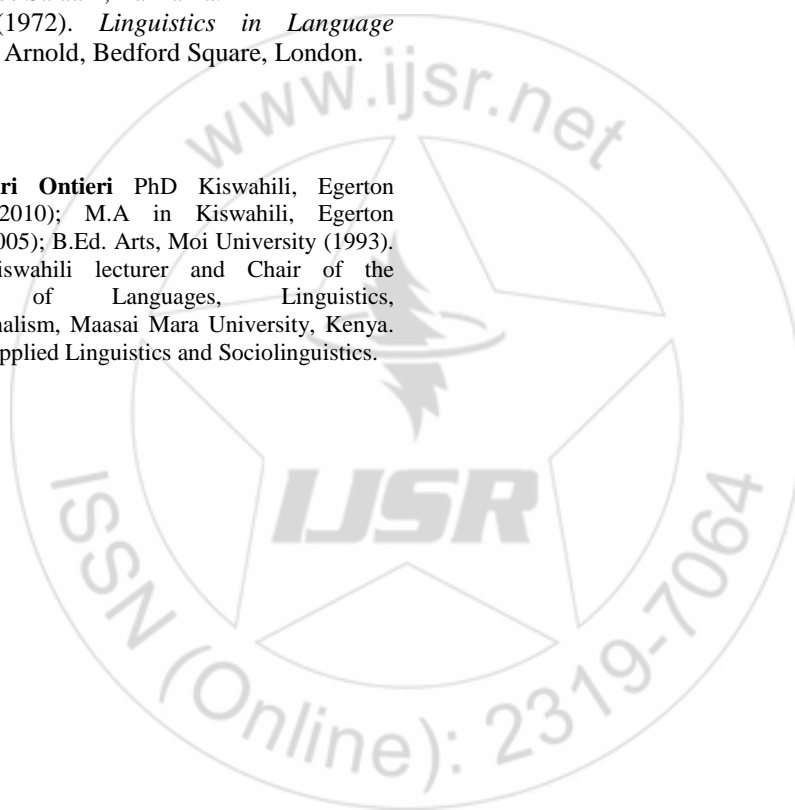 (1972). Linguistics in Language
Arnold, Bedford Square, London.
ri Ontieri PhD Kiswahili, Egerton
2010); M.A in Kiswahili, Egerton
005); B.Ed. Arts, Moi University (1993).
iswahili lecturer and Chair of the
of Languages, Linguistics,
nalism, Maasai Mara University, Kenya.
pplied Linguistics and Sociolinguistics.
www.ijsr.net
IJSR
ISSN (Online): 2319-7064